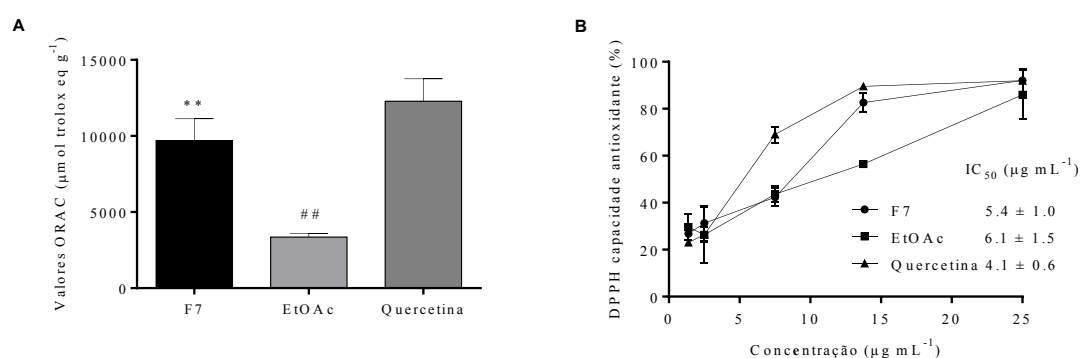 A
Valores ORAC (µmol trolox eq g⁻¹)
15000
10000
5000
0
**
##
F7
EtOAc
Quercetina
B
DPPH capacidade antioxidante (%)
100
80
60
40
20
0
0
5
10
15
20
25
Concentração (µg mL⁻¹)
IC₅₀ (µg mL⁻¹)
F7 5.4 ± 1.0
EtOAc 6.1 ± 1.5
Quercetina 4.1 ± 0.6